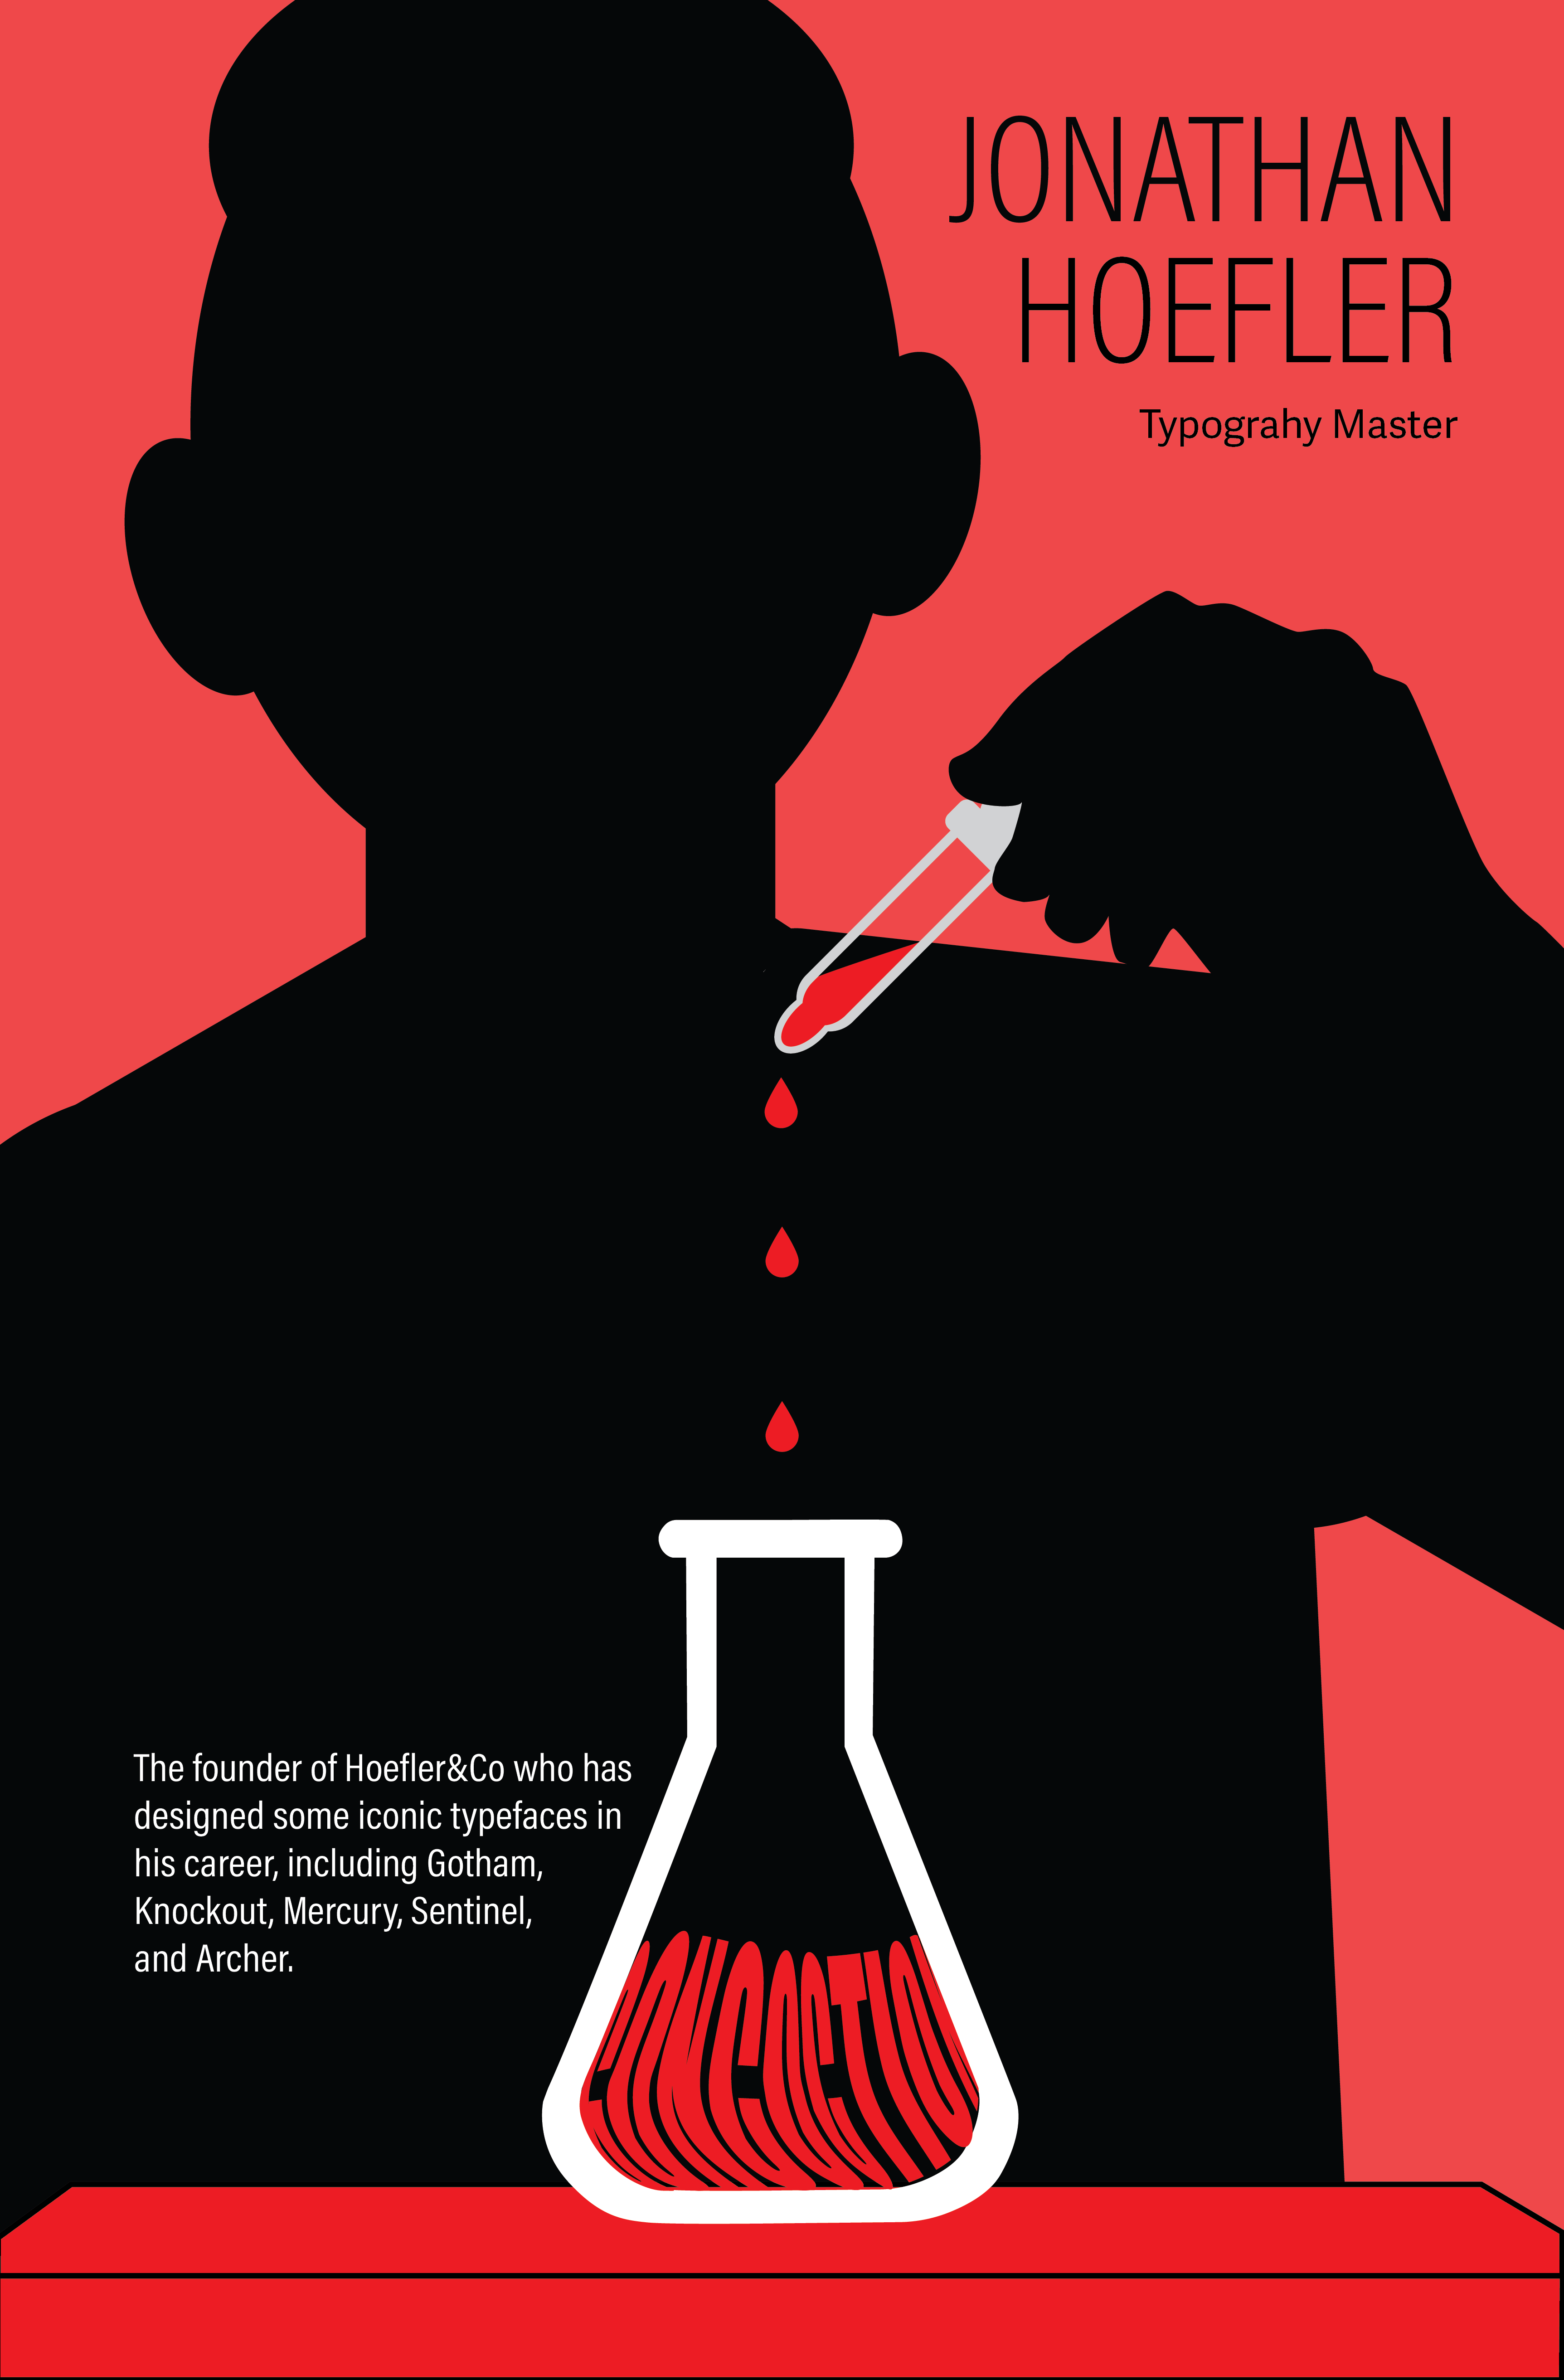 JONATHAN
HOEFLER
Typograhy Master
The founder of Hoefler&Co who has
designed some iconic typefaces in
his career, including Gotham,
Knockout, Mercury, Sentinel,
and Archer.